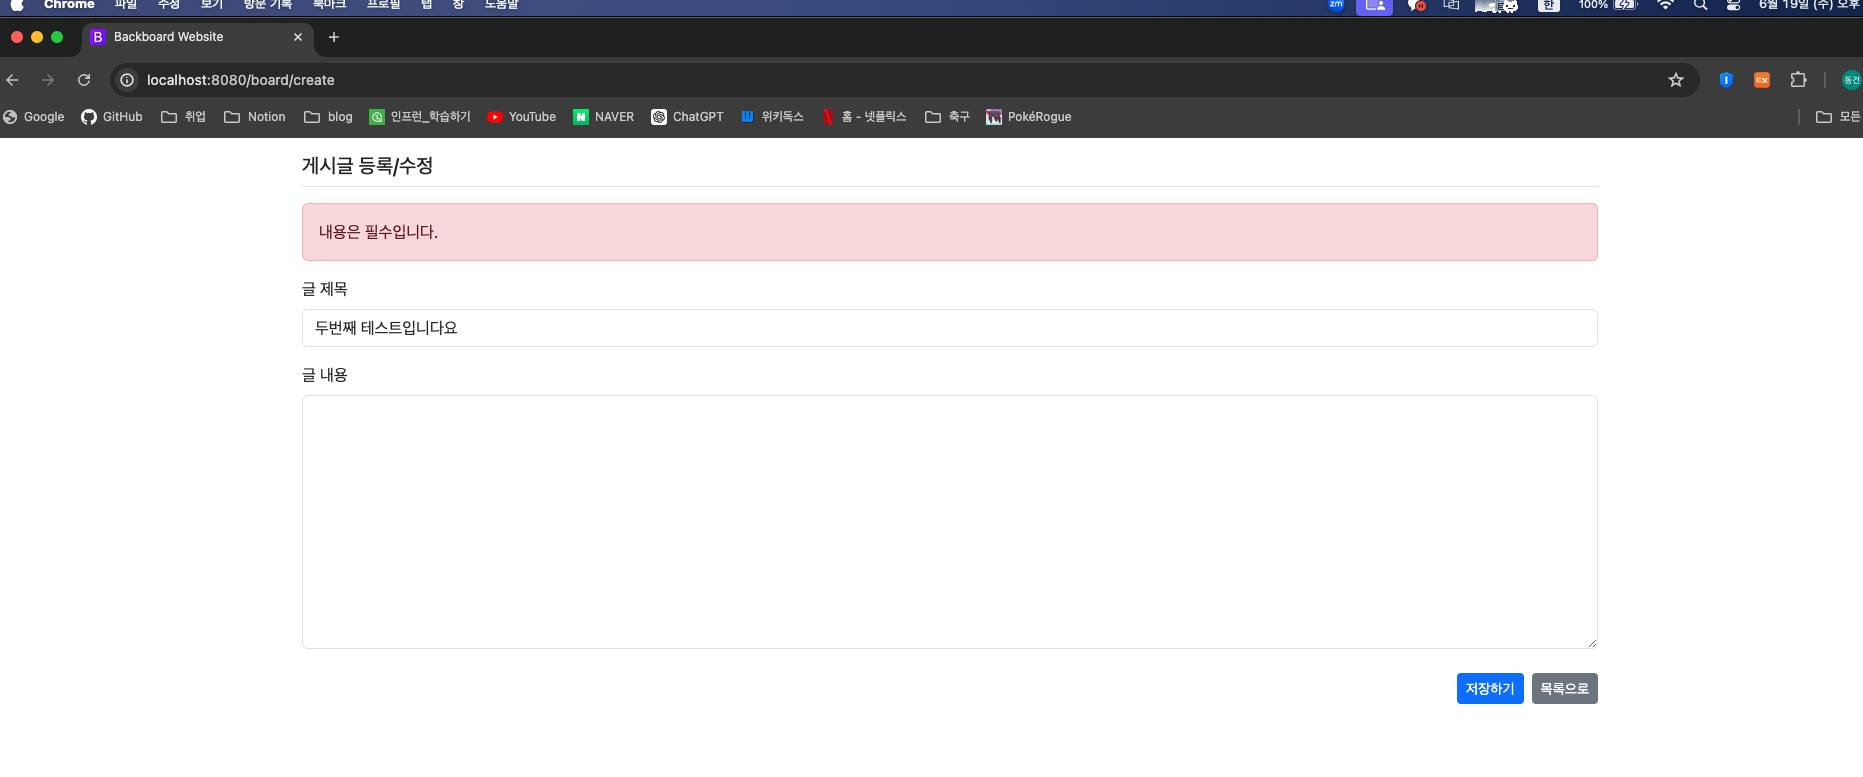 Chrome 파일 수정 보기 방문 기록 북마크 프로필 탭 창 도움말 zm 한 100% 6월 19일 (수) 오후
B Backboard Website
localhost:8080/board/create EX 동건
Google GitHub 취업 Notion blog 인프런_학습하기 YouTube N NAVER ChatGPT 위키독스 홈 - 넷플릭스 축구 PokéRogue 모든
게시글 등록/수정
내용은 필수입니다.
글 제목
두번째 테스트입니다요
글 내용
저장하기 목록으로